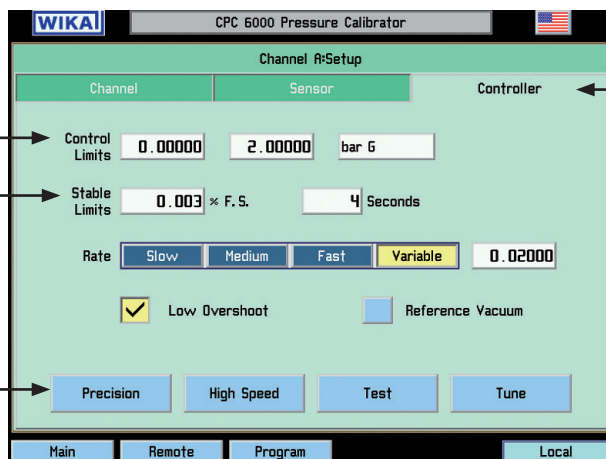 WIKAI CPC 6000 Pressure Calibrator
Channel A:Setup
Channel Sensor Controller
Control Limits 0.00000 2.00000 bar G
Stable Limits 0.003 % F.S. 4 Seconds
Rate Slow Medium Fast Variable 0.02000
Low Overshoot Reference Vacuum
Precision High Speed Test Tune
Main Remote Program Local